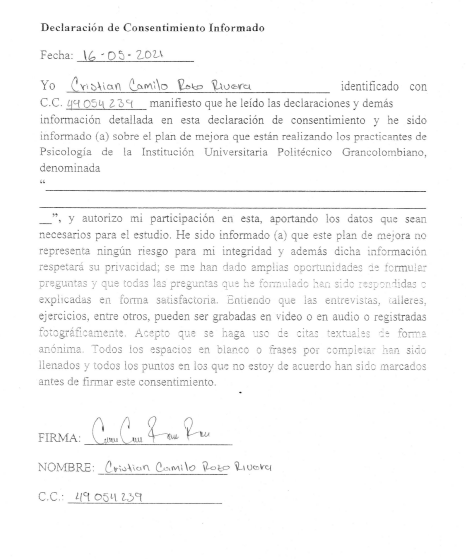 Declaración de Consentimiento Informado
Fecha: 16-05-2021
Yo Cristian Camilo Rozo Rivera identificado con
C.C. 49054239 manifiesto que he leído las declaraciones y demás
información detallada en esta declaración de consentimiento y he sido
informado (a) sobre el plan de mejora que están realizando los practicantes de
Psicología de la Institución Universitaria Politécnico Grancolombiano,
denominada
“
__”, y autorizo mi participación en esta, aportando los datos que sean
necesarios para el estudio. He sido informado (a) que este plan de mejora no
representa ningún riesgo para mi integridad y además dicha información
respetará su privacidad; se me han dado amplias oportunidades de formular
preguntas y que todas las preguntas que he formulado han sido respondidas o
explicadas en forma satisfactoria. Entiendo que las entrevistas, talleres,
ejercicios, entre otros, pueden ser grabadas en video o en audio o registradas
fotográficamente. Acepto que se haga uso de citas textuales de forma
anónima. Todos los espacios en blanco o frases por completar han sido
llenados y todos los puntos en los que no estoy de acuerdo han sido marcados
antes de firmar este consentimiento.
FIRMA:
NOMBRE: Cristian Camilo Rozo Rivera
C.C.: 49054239